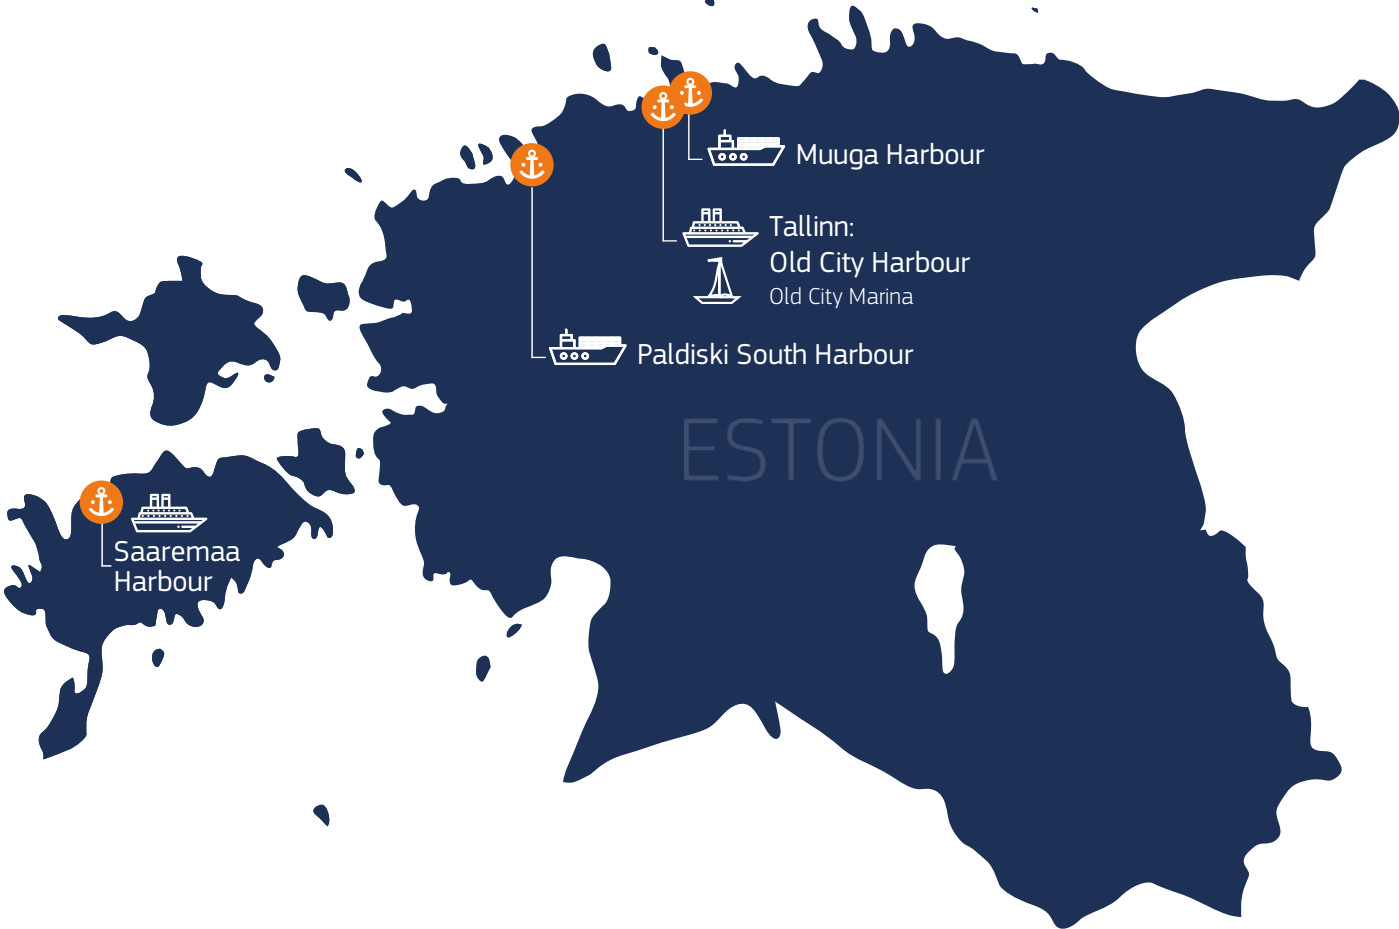 Muuga Harbour
Tallinn:
Old City Harbour
Old City Marina
Paldiski South Harbour
ESTONIA
Saaremaa
Harbour